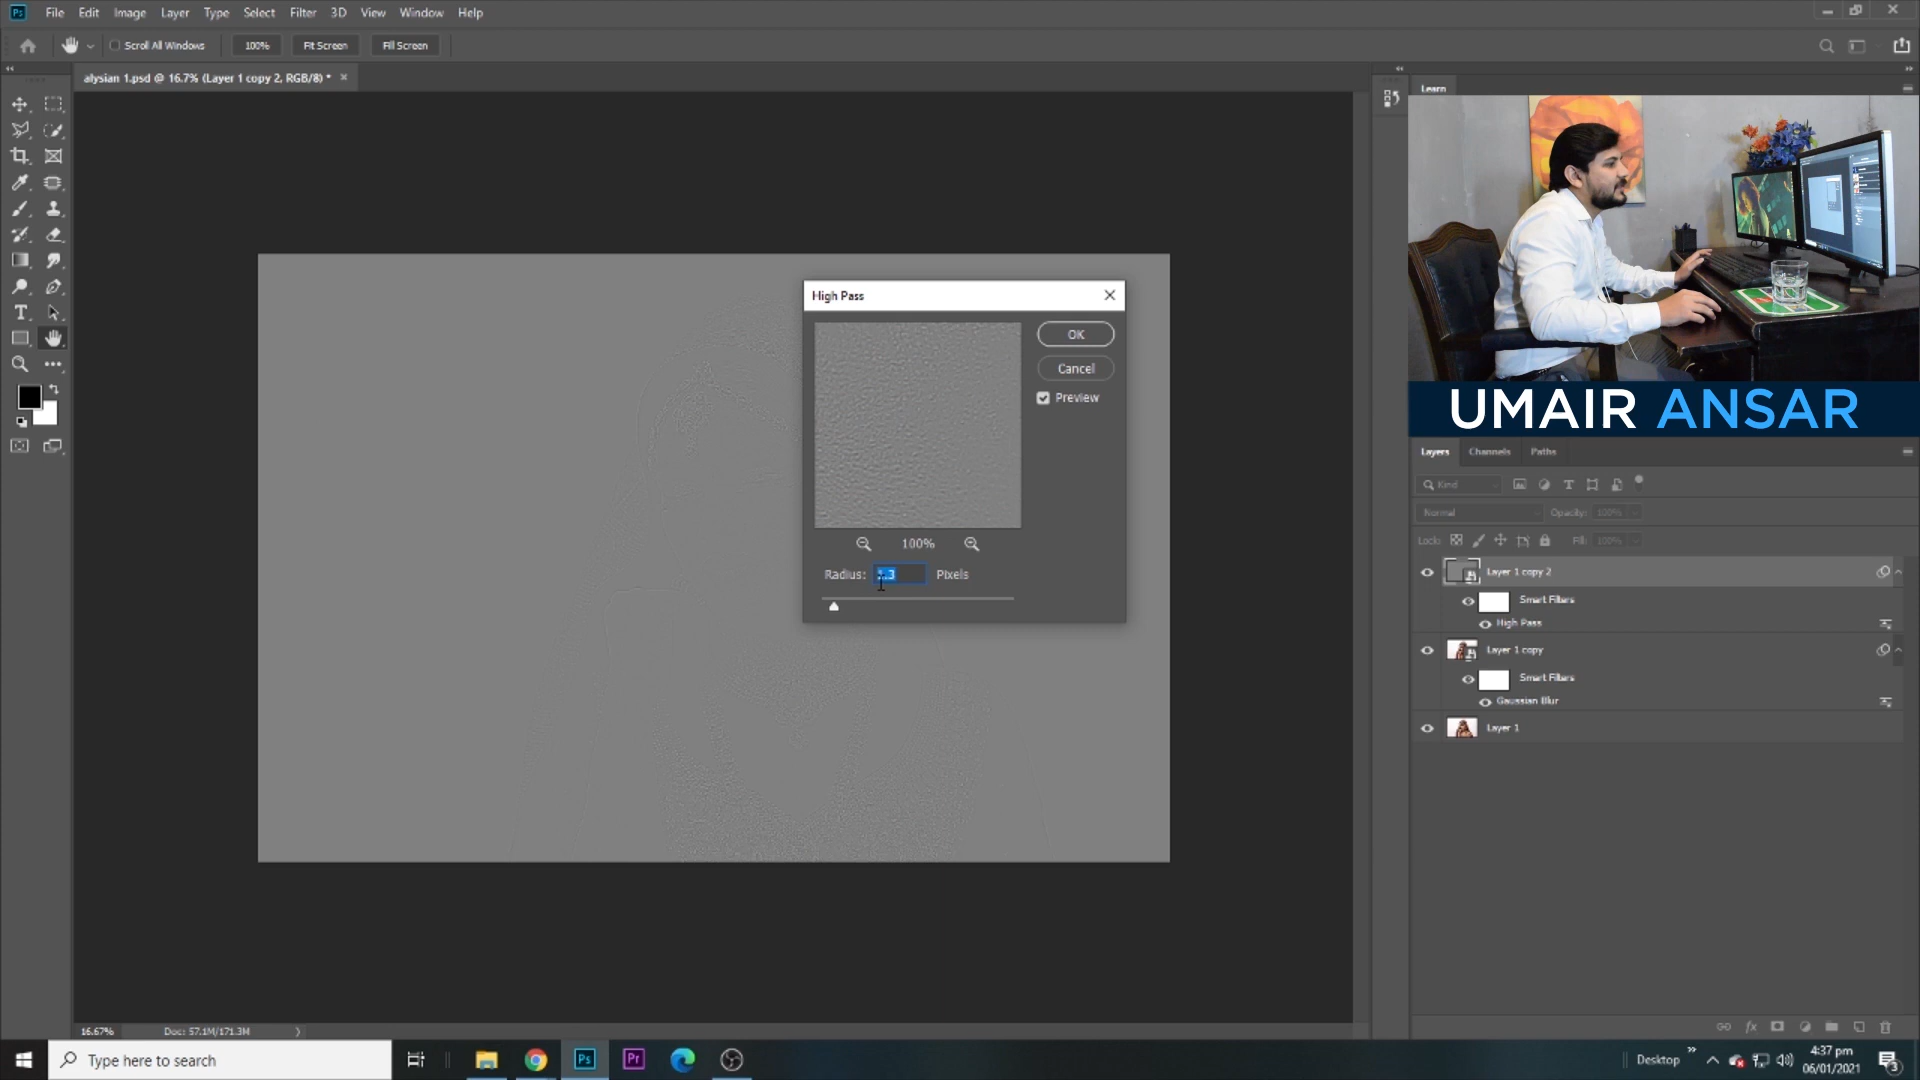 Ps File Edit Image Layer Type Select Filter 3D View Window Help
Scroll All Windows 100% Fit Screen Fill Screen
alysian 1.psd @ 16.7% (Layer 1 copy 2, RGB/8) *
Learn
High Pass
OK
Cancel
Preview
100%
Radius: Pixels
UMAIR ANSAR
Layers Channels Paths
Kind
Normal Opacity: 100%
Lock: Fill: 100%
Layer 1 copy 2
Smart Filters
High Pass
Layer 1 copy
Smart Filters
Gaussian Blur
Layer 1
16.67% Doc: 57.1M/171.3M
Type here to search
Ps Pr
Desktop
4:37 pm
06/01/2021
3